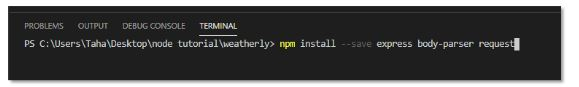 PROBLEMS OUTPUT DEBUG CONSOLE TERMINAL
PS C:\Users\Taha\Desktop\node tutorial\weatherly> npm install --save express body-parser request